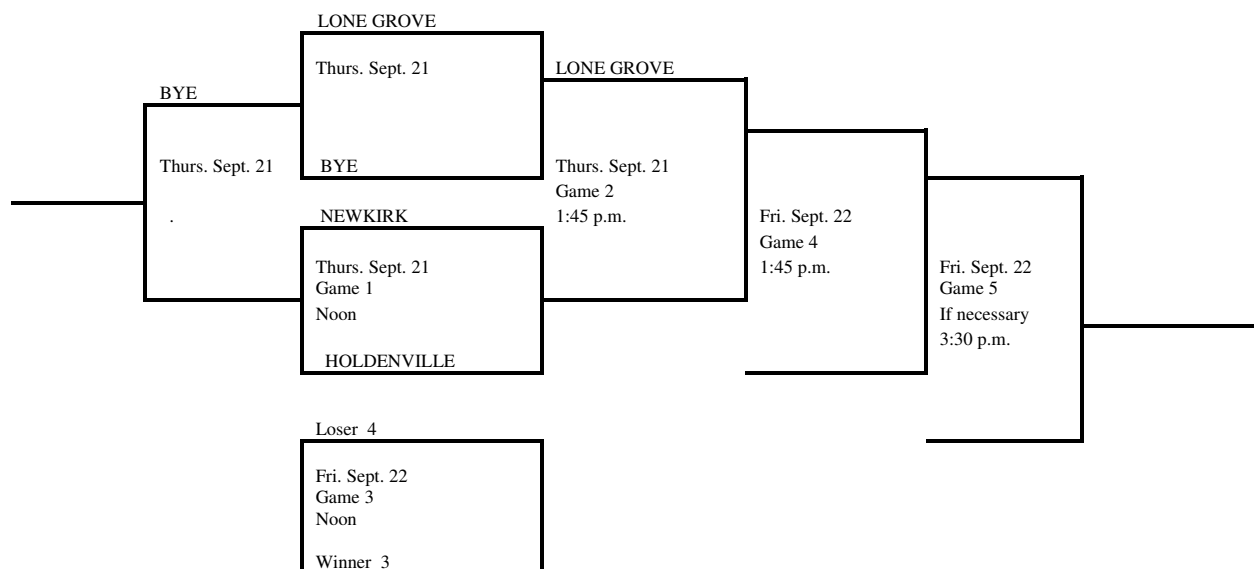 LONE GROVE
Thurs. Sept. 21
LONE GROVE
BYE
Thurs. Sept. 21
BYE
Thurs. Sept. 21
Game 2
1:45 p.m.
.
NEWKIRK
Fri. Sept. 22
Game 4
1:45 p.m.
Thurs. Sept. 21
Game 1
Noon
Fri. Sept. 22
Game 5
If necessary
3:30 p.m.
HOLDENVILLE
Loser 4
Fri. Sept. 22
Game 3
Noon
Winner 3